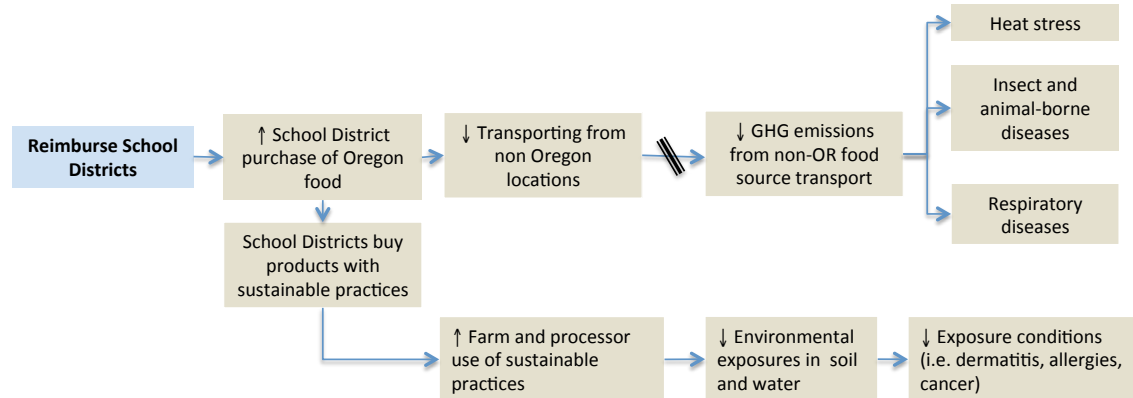 Reimburse School
Districts
↑ School District
purchase of Oregon
food
↓ Transporting from
non Oregon
locations
↓ GHG emissions
from non-OR food
source transport
Heat stress
Insect and
animal-borne
diseases
Respiratory
diseases
School Districts buy
products with
sustainable practices
↑ Farm and processor
use of sustainable
practices
↓ Environmental
exposures in soil
and water
↓ Exposure conditions
(i.e. dermatitis, allergies,
cancer)